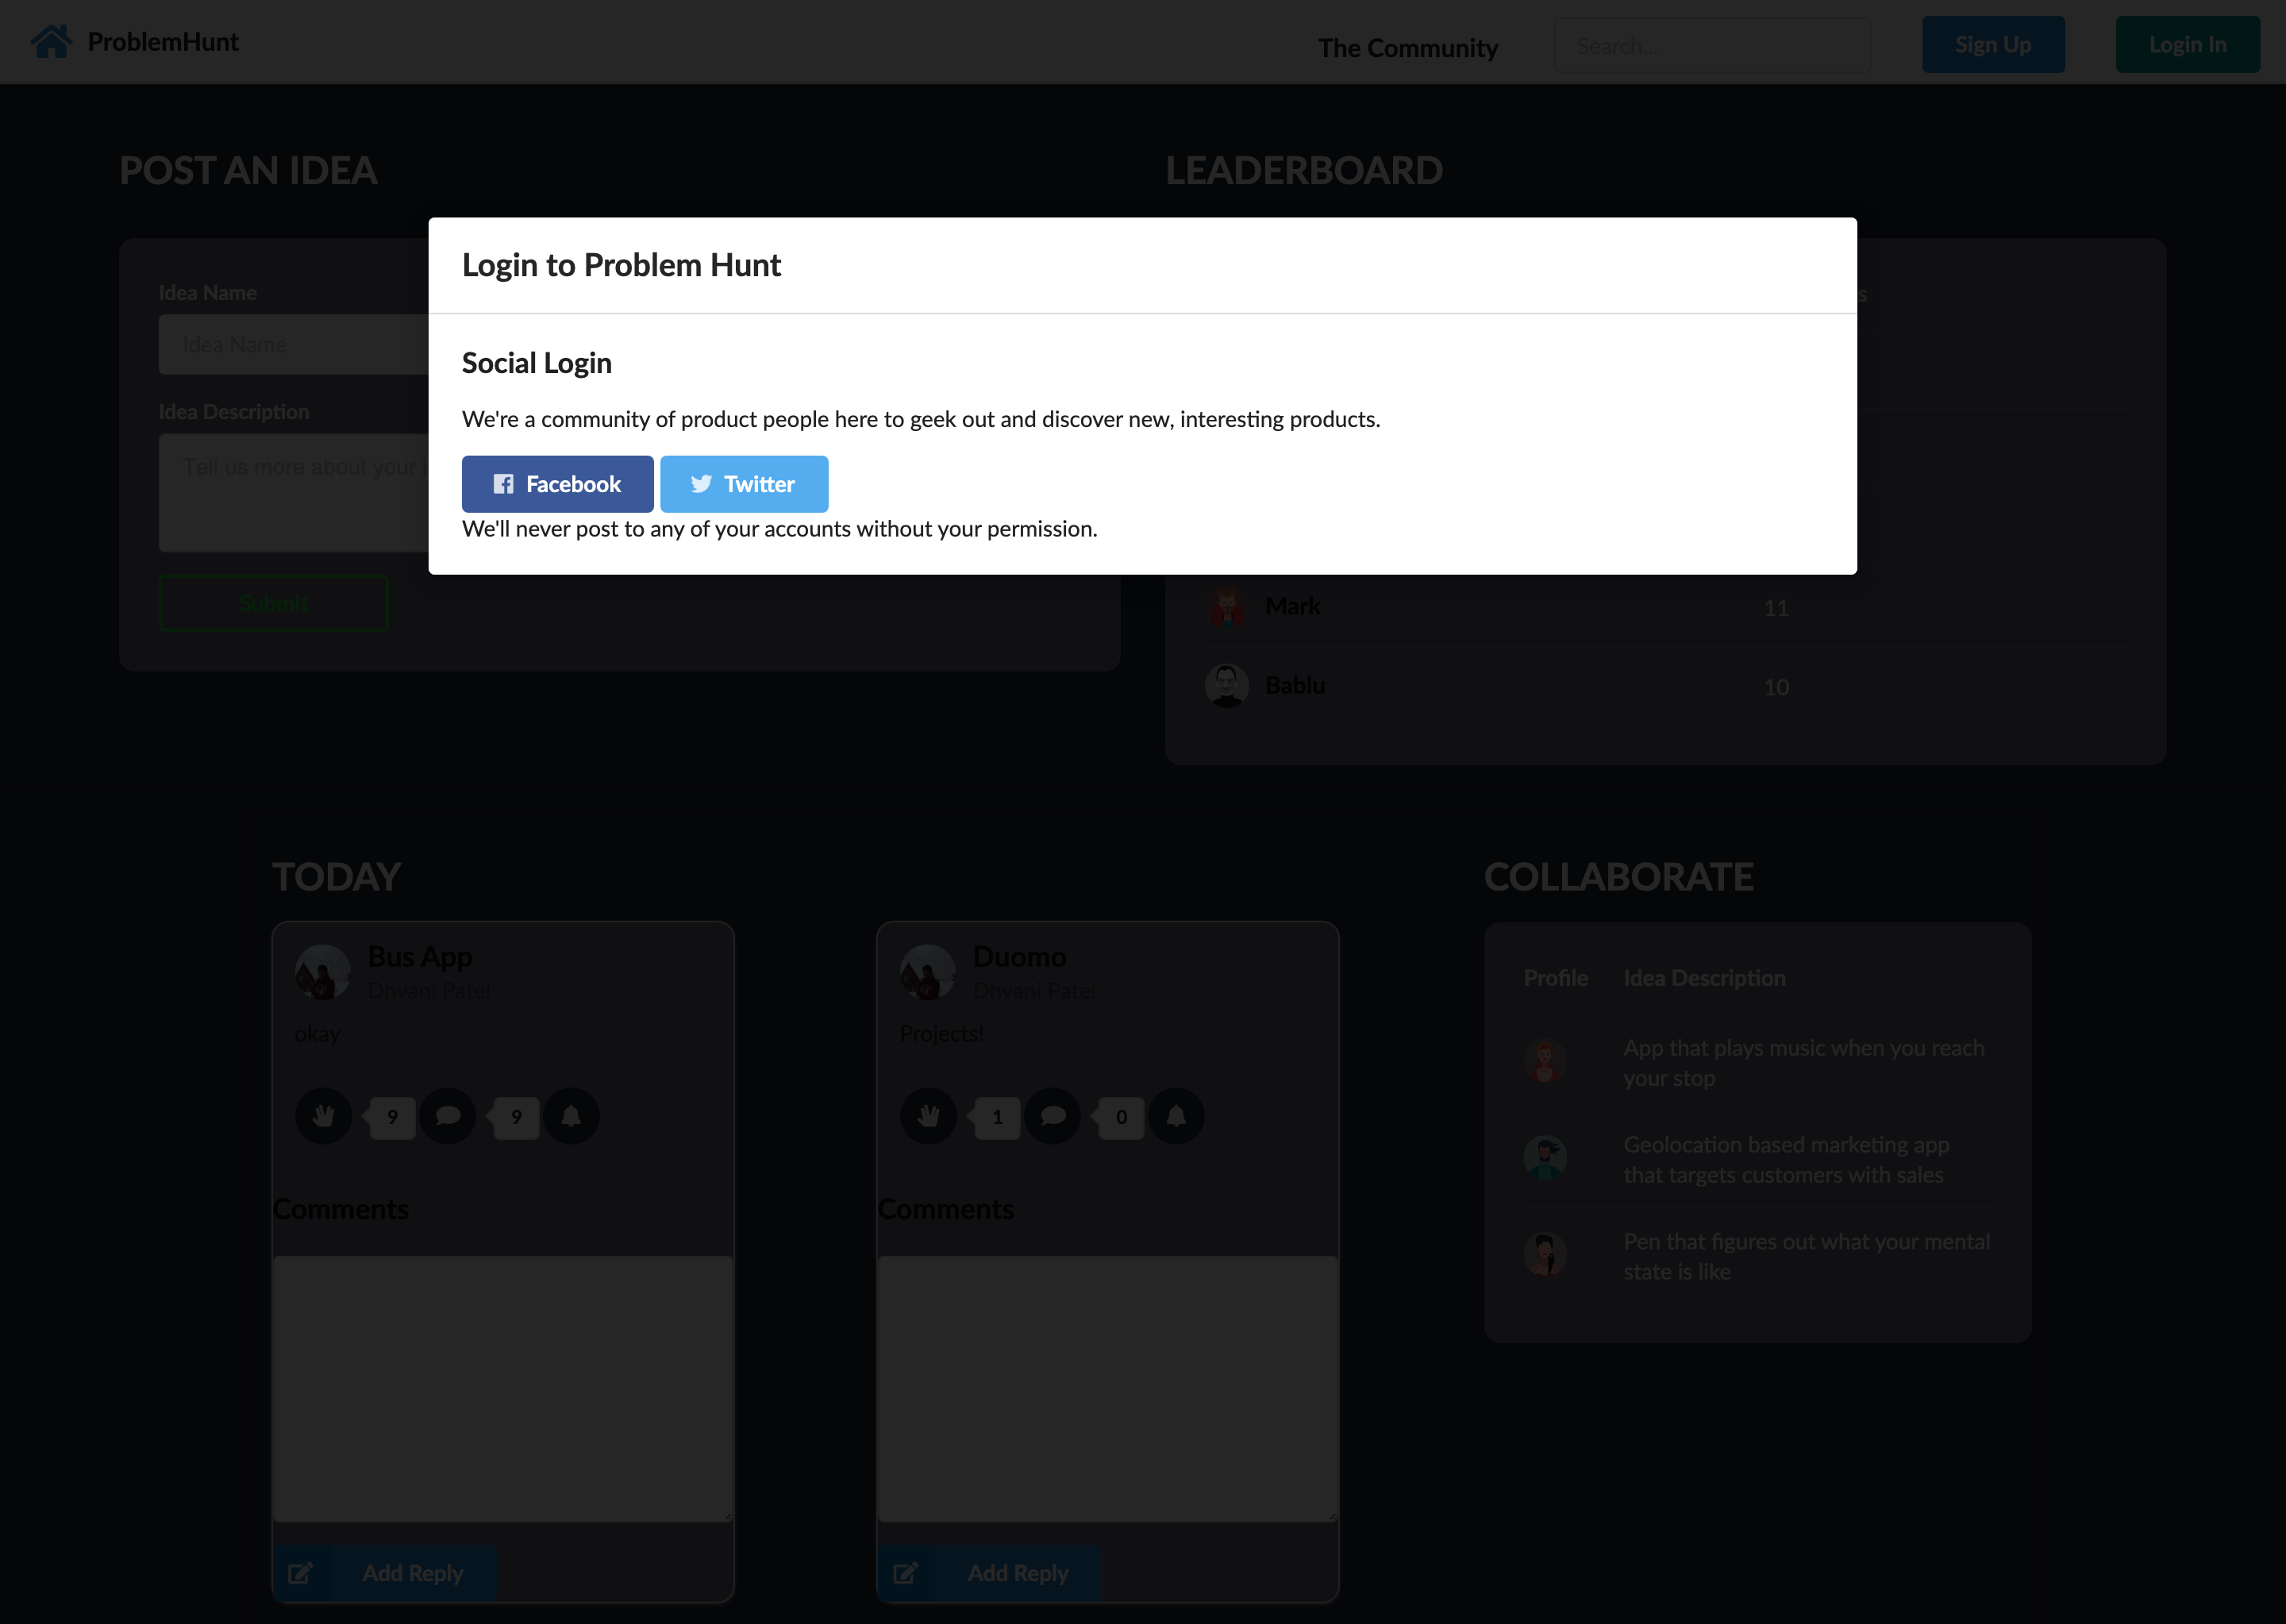 ProblemHunt
The Community
Search...
Sign Up
Login In
POST AN IDEA
LEADERBOARD
Login to Problem Hunt
Social Login
We're a community of product people here to geek out and discover new, interesting products.
Facebook
Twitter
We'll never post to any of your accounts without your permission.
Idea Name
Idea Name
Idea Description
Tell us more about your
Submit
Mark
11
Bablu
10
TODAY
Bus App
Dhvani Patel
okay
9
9
Comments
Add Reply
Duomo
Dhvani Patel
Projects!
1
0
Comments
Add Reply
COLLABORATE
Profile
Idea Description
App that plays music when you reach
your stop
Geolocation based marketing app
that targets customers with sales
Pen that figures out what your mental
state is like